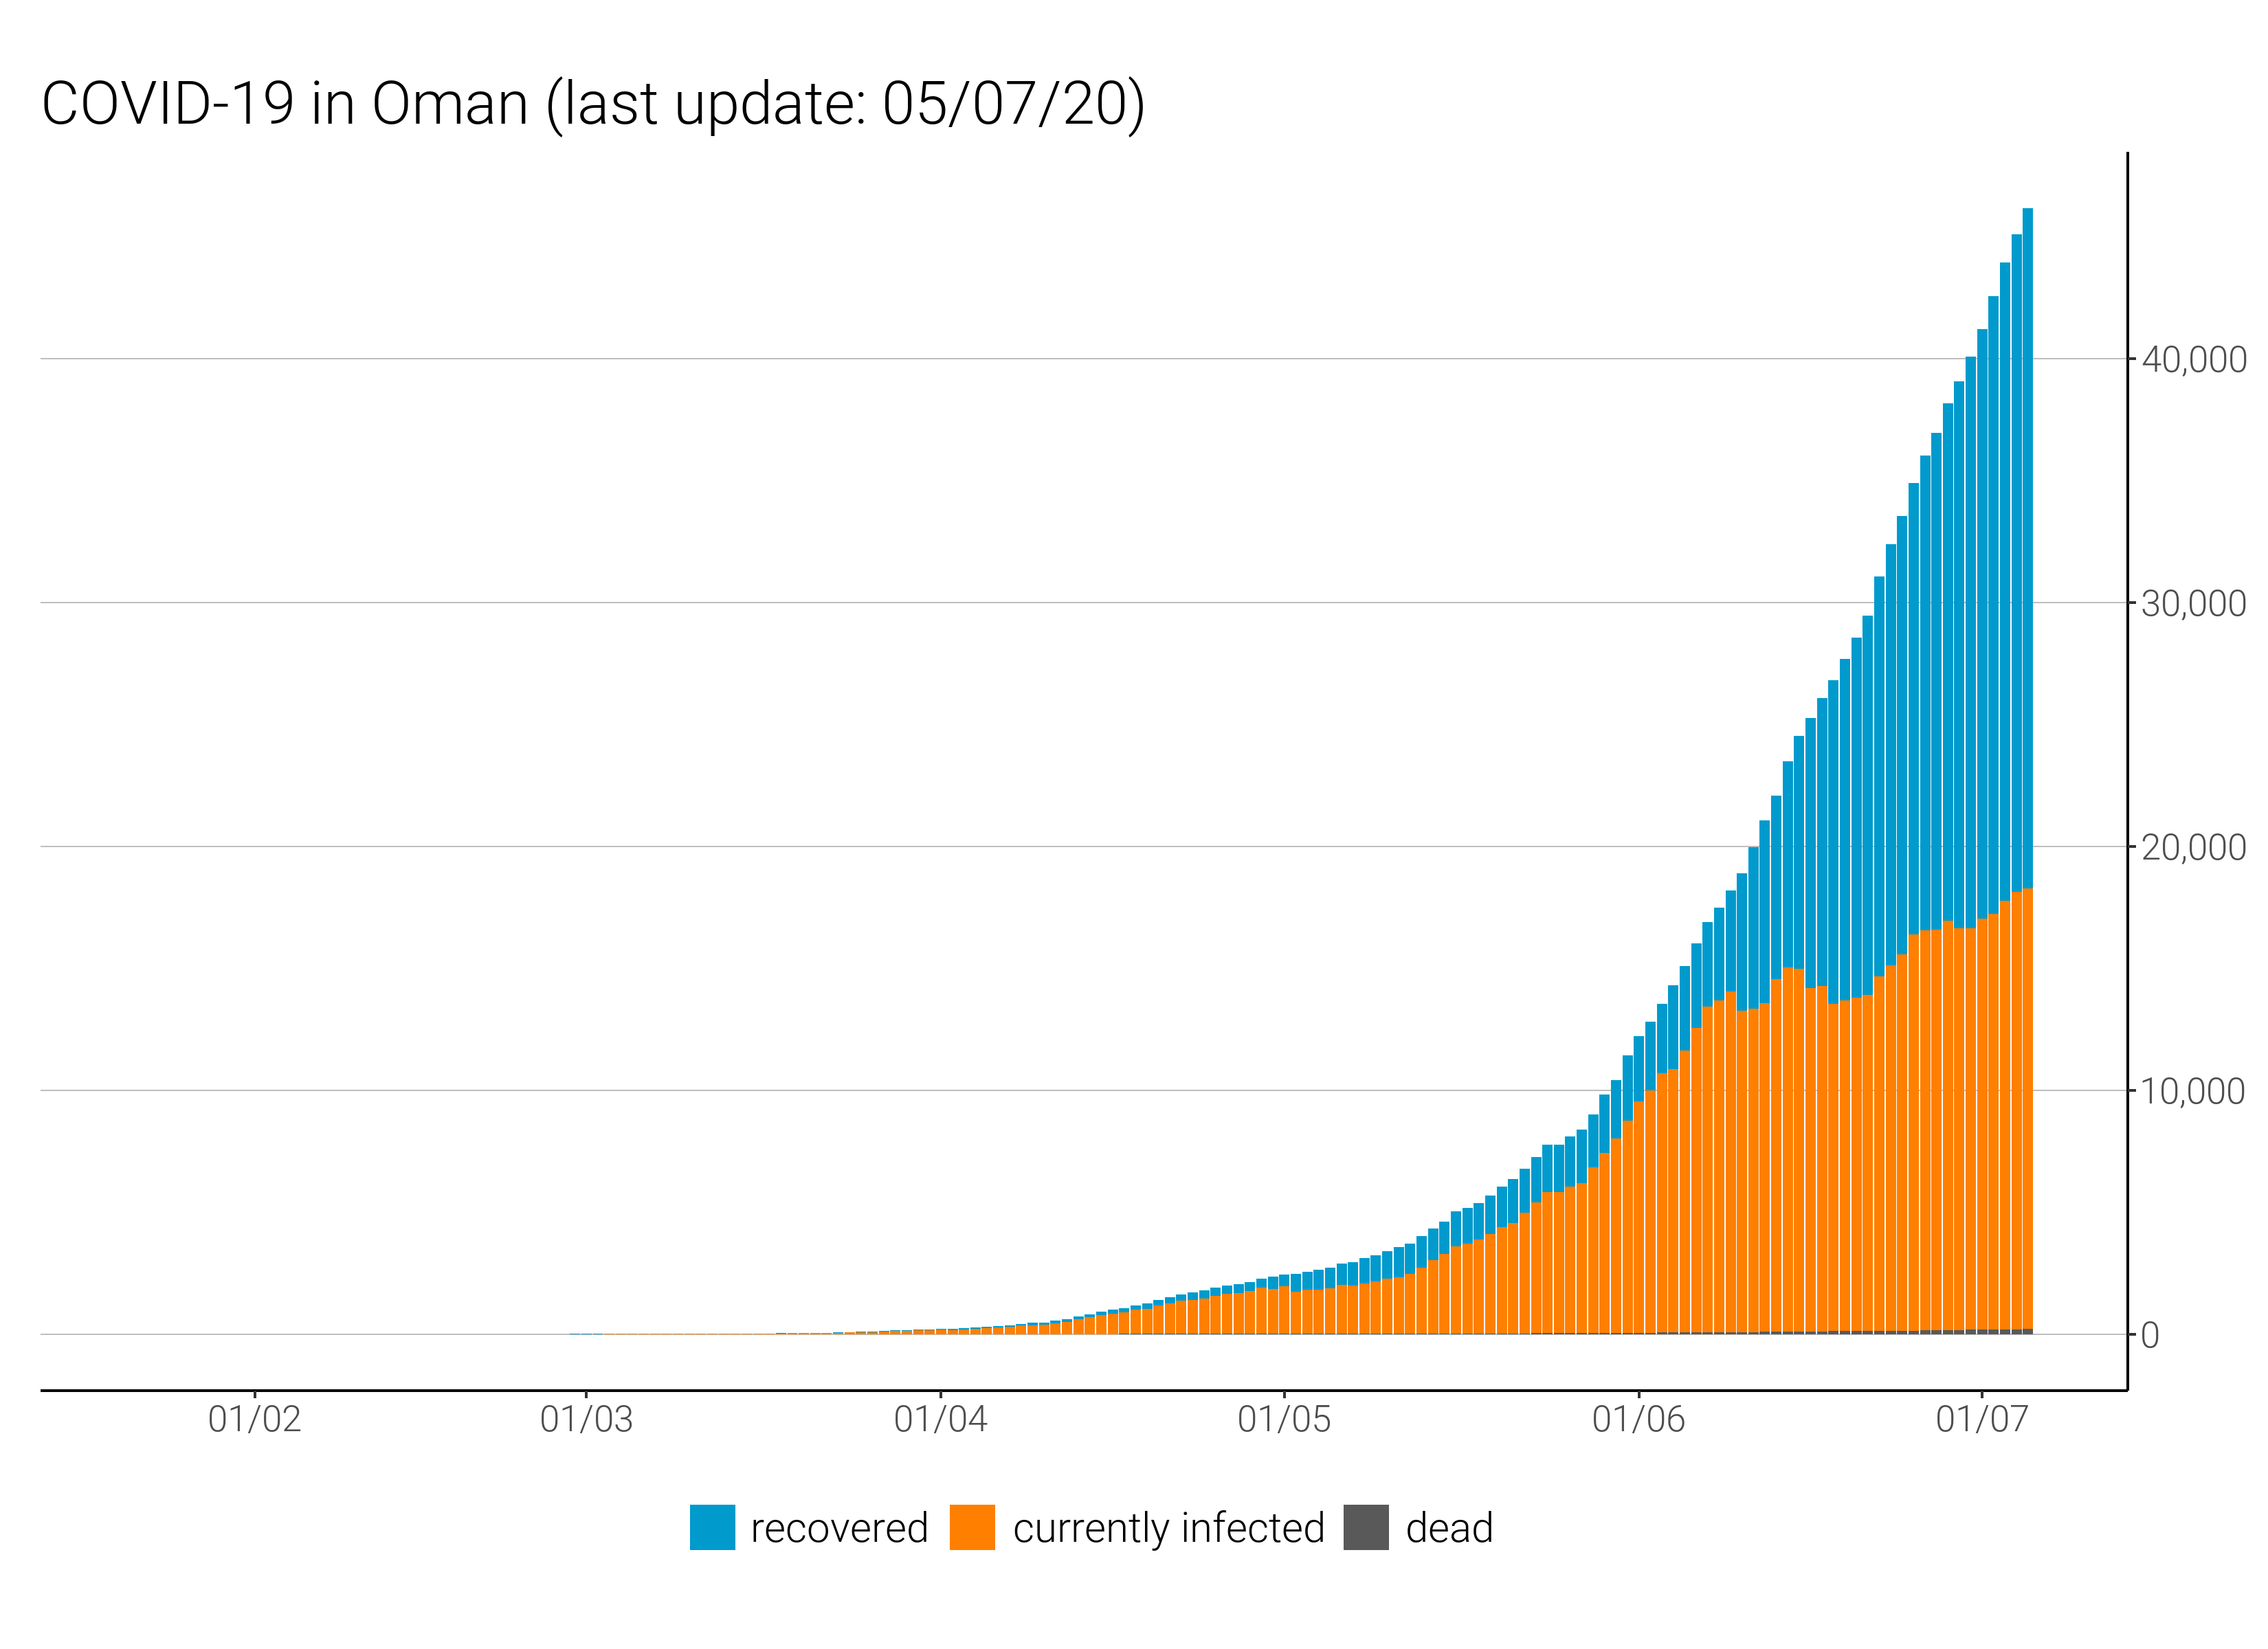 COVID-19 in Oman (last update: 05/07/20)
40,000
30,000
20,000
10,000
0
01/02 01/03 01/04 01/05 01/06 01/07
recovered currently infected dead